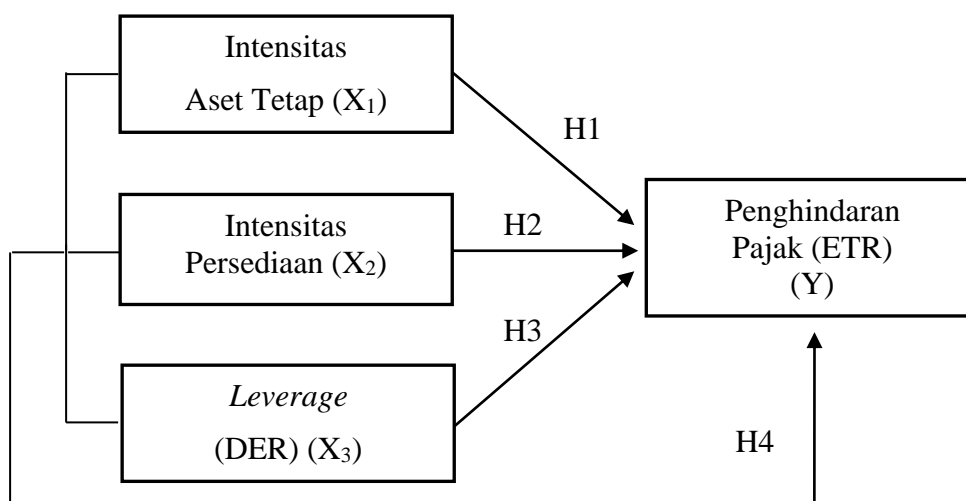 Intensitas
Aset Tetap (X₁)
H1
Intensitas
Persediaan (X₂)
H2
Penghindaran
Pajak (ETR)
(Y)
H3
Leverage
(DER) (X₃)
H4